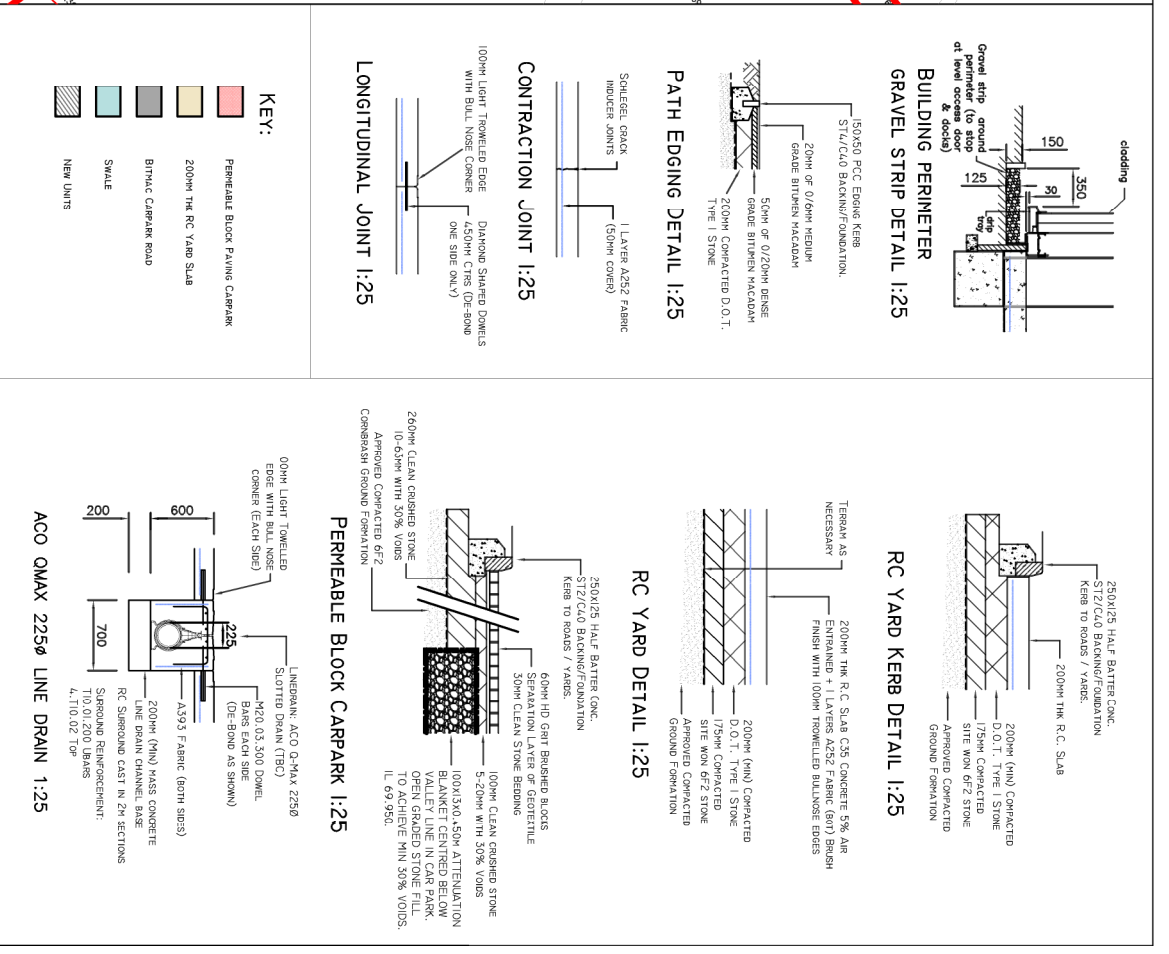 cladding
150
350
125
30
drip
tray
Gravel strip around
perimeter (to stop
at level access door
& docks)
BUILDING PERIMETER
GRAVEL STRIP DETAIL 1:25
150x50 PCC EDGING KERB
ST4/C40 BACKING/FOUNDATION.
20MM OF 0/6MM MEDIUM
GRADE BITUMEN MACADAM
50MM OF 0/20MM DENSE
GRADE BITUMEN MACADAM
200MM COMPACTED D.O.T.
TYPE 1 STONE
PATH EDGING DETAIL 1:25
SCHLEGEL CRACK
INDUCER JOINTS
1 LAYER A252 FABRIC
(50MM COVER)
CONTRACTION JOINT 1:25
100MM LIGHT TROWELED EDGE
WITH BULL NOSE CORNER
DIAMOND SHAPED DOWELS
450MM CTRS (DE-BOND
ONE SIDE ONLY)
LONGITUDINAL JOINT 1:25
KEY:
PERMEABLE BLOCK PAVING CARPARK
200MM THK RC YARD SLAB
BITMAC CARPARK ROAD
SWALE
NEW UNITS
250x125 HALF BATTER CONC.
ST2/C40 BACKING/FOUNDATION
KERB TO ROADS / YARDS.
200MM THK R.C. SLAB
200MM (MIN) COMPACTED
D.O.T. TYPE 1 STONE
175MM COMPACTED
SITE WON 6F2 STONE
APPROVED COMPACTED
GROUND FORMATION
RC YARD KERB DETAIL 1:25
TERRAM AS
NECESSARY
200MM THK R.C SLAB C35 CONCRETE 5% AIR
ENTRAINED + 1 LAYERS A252 FABRIC (BOT) BRUSH
FINISH WITH 100MM TROWELLED BULLNOSE EDGES
200MM (MIN) COMPACTED
D.O.T. TYPE 1 STONE
175MM COMPACTED
SITE WON 6F2 STONE
APPROVED COMPACTED
GROUND FORMATION
RC YARD DETAIL 1:25
250x125 HALF BATTER CONC.
ST2/C40 BACKING/FOUNDATION
KERB TO ROADS / YARDS.
60MM HD GRIT BRUSHED BLOCKS
SEPARATION LAYER OF GEOTEXTILE
30MM CLEAN STONE BEDDING
100MM CLEAN CRUSHED STONE
5-20MM WITH 30% VOIDS
10X13X0.450M ATTENUATION
BLANKET CENTRED BELOW
VALLEY LINE IN CAR PARK.
OPEN GRADED STONE FILL
TO ACHIEVE MIN 30% VOIDS.
IL 69.950.
260MM CLEAN CRUSHED STONE
10-63MM WITH 30% VOIDS
APPROVED COMPACTED 6F2
CORNBRASH GROUND FORMATION
PERMEABLE BLOCK CARPARK 1:25
00MM LIGHT TOWELLED
EDGE WITH BULL NOSE
CORNER (EACH SIDE)
600
200
225
700
LINEDRAIN: ACO Q-MAX 225Ø
SLOTTED DRAIN (TBC)
M20.03.300 DOWEL
BARS EACH SIDE
(DE-BOND AS SHOWN)
A393 FABRIC (BOTH SIDES)
200MM (MIN) MASS CONCRETE
LINE DRAIN CHANNEL BASE
RC SURROUND CAST IN 2M SECTIONS
SURROUND REINFORCEMENT:
T10.01.200 UBARS
4.T10.02 TOP
ACO QMAX 225Ø LINE DRAIN 1:25